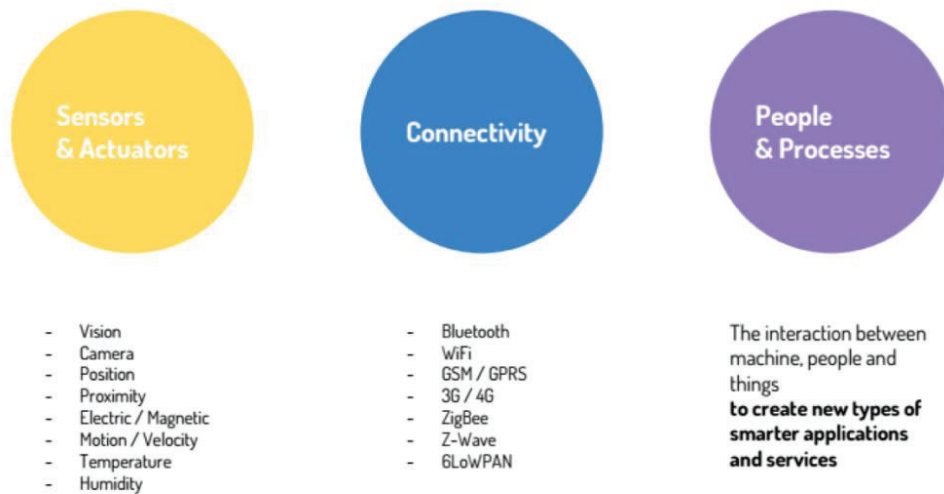 Sensors
& Actuators
Connectivity
People
& Processes
- Vision
- Camera
- Position
- Proximity
- Electric / Magnetic
- Motion / Velocity
- Temperature
- Humidity
- Bluetooth
- WiFi
- GSM / GPRS
- 3G / 4G
- ZigBee
- Z-Wave
- 6LoWPAN
The interaction between
machine, people and
things
to create new types of
smarter applications
and services